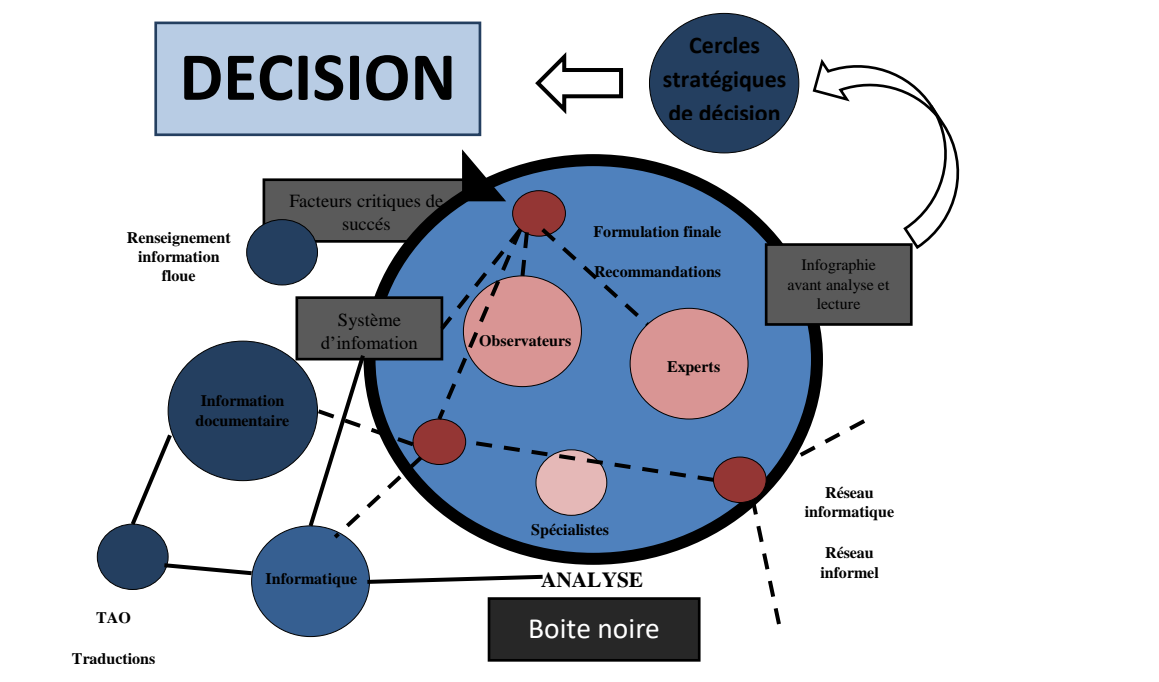 DECISION
Cercles
stratégiques
de décision
Facteurs critiques de
succés
Renseignement
information
floue
Formulation finale
Recommandations
Infographie
avant analyse et
lecture
Système
d'infomation
Observateurs
Experts
Information
documentaire
Spécialistes
Réseau
informatique
Réseau
informel
Informatique
ANALYSE
TAO
Boite noire
Traductions